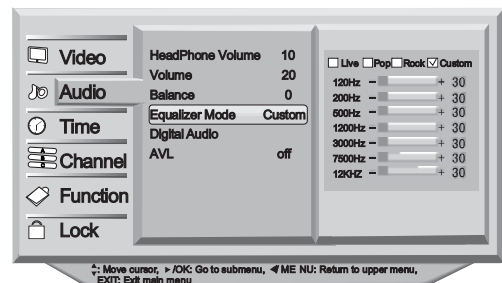 Video
Audio
Time
Channel
Function
Lock
HeadPhone Volume 10
Volume 20
Balance 0
Equalizer Mode Custom
Digital Audio
AVL off
Live Pop Rock Custom
120Hz - + 30
200Hz - + 30
500Hz - + 30
1200Hz - + 30
3000Hz - + 30
7500Hz - + 30
12KHZ - + 30
: Move cursor, ►/OK: Go to submenu, ◄/ME NU: Return to upper menu,
EXIT: Exit main menu